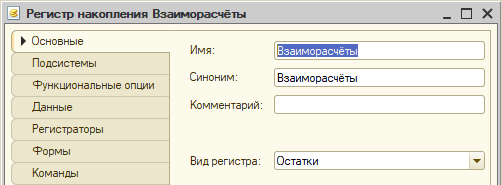 Регистр накопления Взаиморасчёты
Основные
Подсистемы
Функциональные опции
Данные
Регистраторы
Формы
Команды
Имя: Взаиморасчёты
Синоним: Взаиморасчёты
Комментарий:
Вид регистра: Остатки